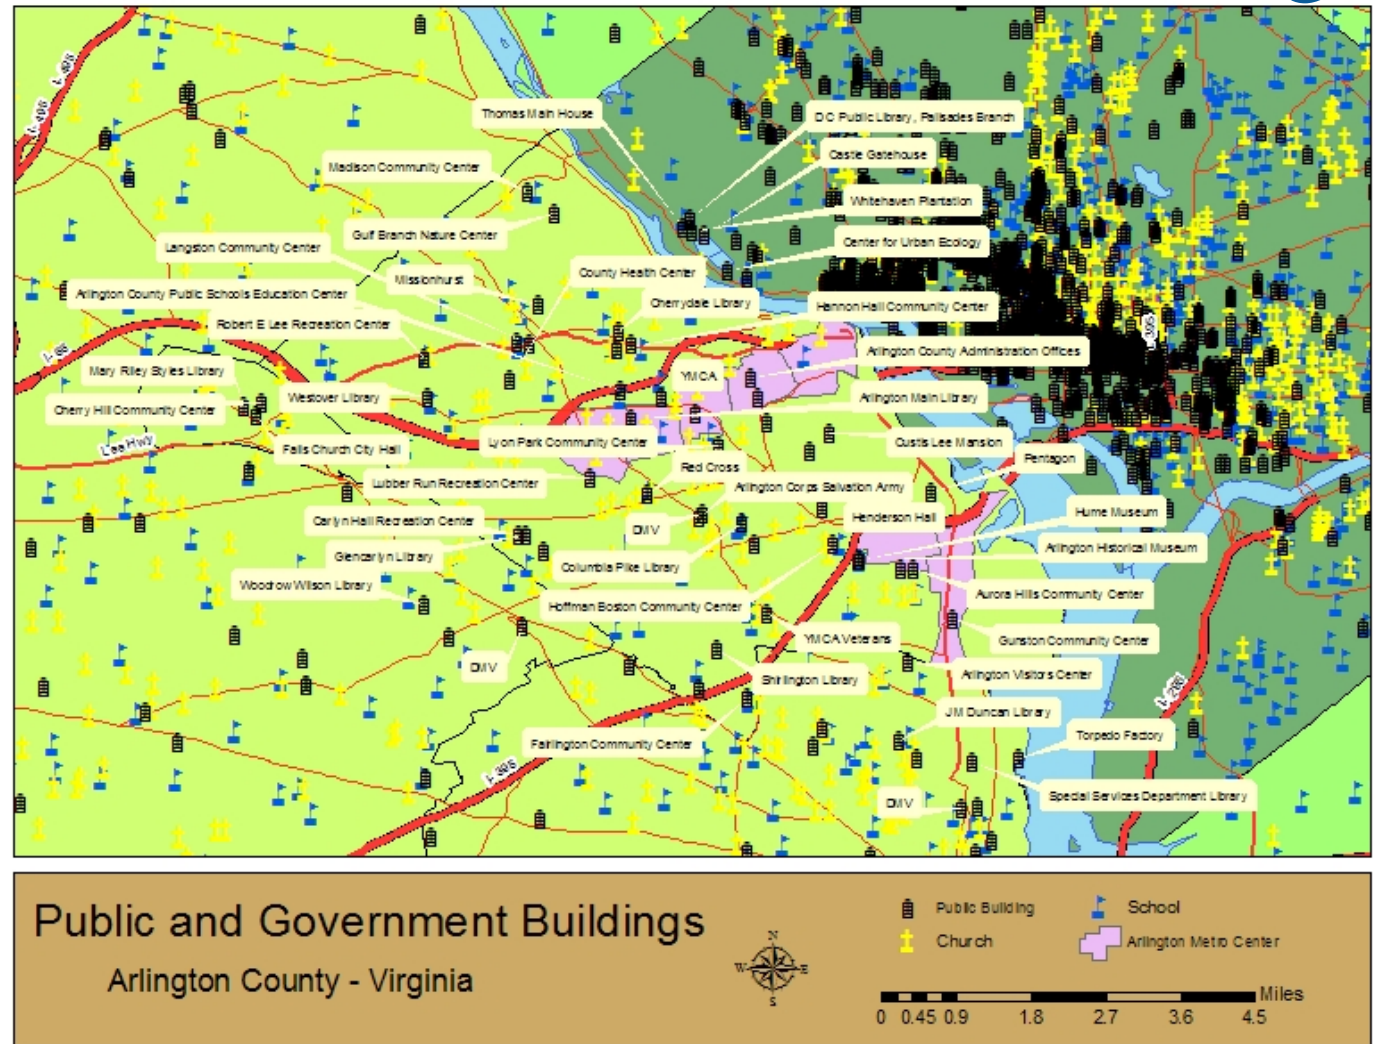 I-495
I-495
Thomas Main House
DC Public Library, Palisades Branch
Castle Gatehouse
Madison Community Center
Whitehaven Plantation
Gulf Branch Nature Center
Center for Urban Ecology
Langston Community Center
Missionhurst
County Health Center
Arlington County Public Schools Education Center
Cherrydale Library
Hannon Hall Community Center
Robert E Lee Recreation Center
I-395
I-66
Arlington County Administration Offices
Mary Riley Styles Library
YMCA
Westover Library
Arlington Main Library
Cherry Hill Community Center
Lee Hwy
Falls Church City Hall
Lyon Park Community Center
Custis Lee Mansion
Red Cross
Pentagon
Lubber Run Recreation Center
Arlington Corps Salvation Army
Carlyn Hall Recreation Center
DMV
Henderson Hall
Hume Museum
Glencarlyn Library
Columbia Pike Library
Arlington Historical Museum
Woodrow Wilson Library
Hoffman Boston Community Center
Aurora Hills Community Center
YMCA Veterans
Gunston Community Center
DMV
Shirlington Library
Arlington Visitors Center
I-295
JM Duncan Library
Fairlington Community Center
Torpedo Factory
I-395
DMV
Special Services Department Library
Public and Government Buildings
Arlington County - Virginia
N
W
E
S
Public Building
School
Church
Arlington Metro Center
Miles
0 0.45 0.9 1.8 2.7 3.6 4.5